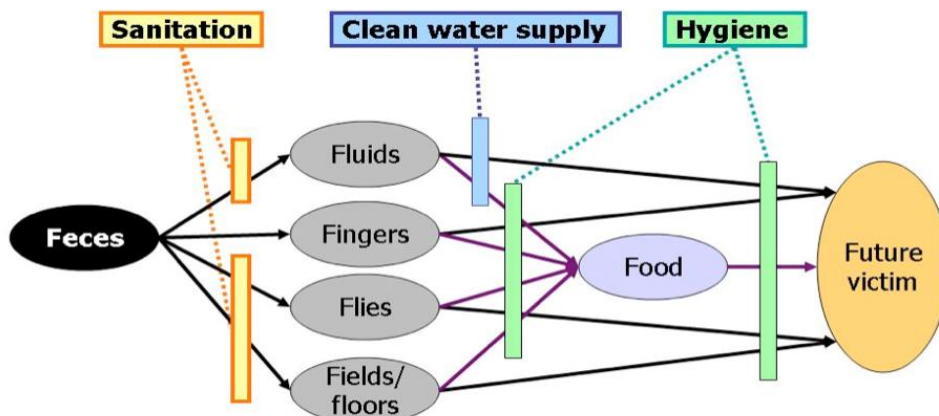 Sanitation
Clean water supply
Hygiene
Fluids
Feces
Fingers
Food
Future
victim
Flies
Fields/
floors